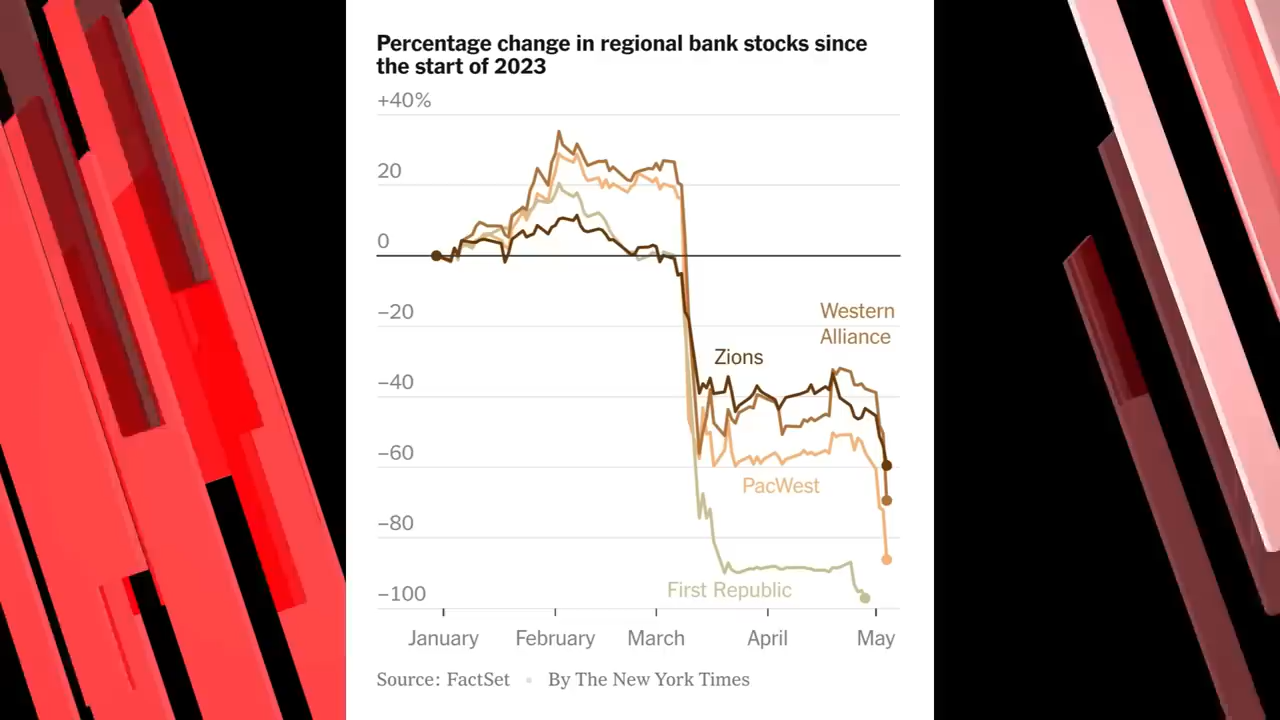 Percentage change in regional bank stocks since
the start of 2023
+40%
20
0
−20
Western
Alliance
Zions
−40
−60
PacWest
−80
First Republic
−100
January February March April May
Source: FactSet • By The New York Times